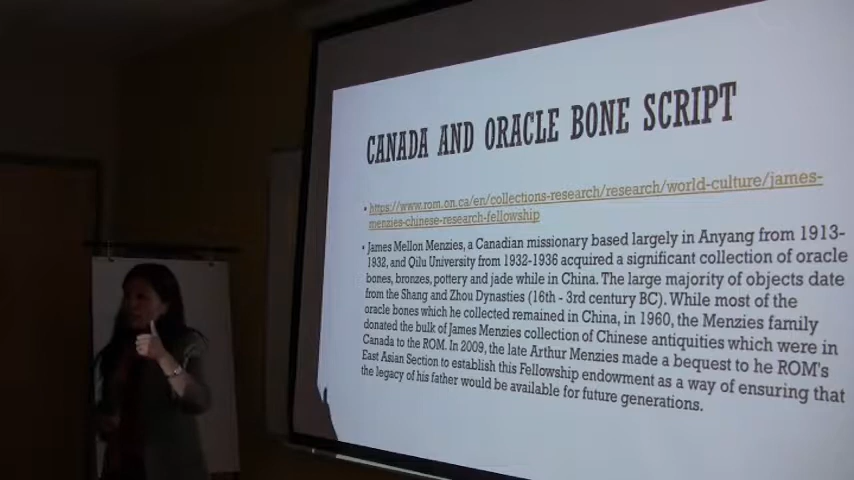 CANADA AND ORACLE BONE SCRIPT
• https://www.rom.on.ca/en/collections-research/research/world-culture/james-
menzies-chinese-research-fellowship
• James Mellon Menzies, a Canadian missionary based largely in Anyang from 1913-
1932, and Qilu University from 1932-1936 acquired a significant collection of oracle
bones, bronzes, pottery and jade while in China. The large majority of objects date
from the Shang and Zhou Dynasties (16th - 3rd century BC). While most of the
oracle bones which he collected remained in China, in 1960, the Menzies family
donated the bulk of James Menzies collection of Chinese antiquities which were in
Canada to the ROM. In 2009, the late Arthur Menzies made a bequest to he ROM's
East Asian Section to establish this Fellowship endowment as a way of ensuring that
the legacy of his father would be available for future generations.